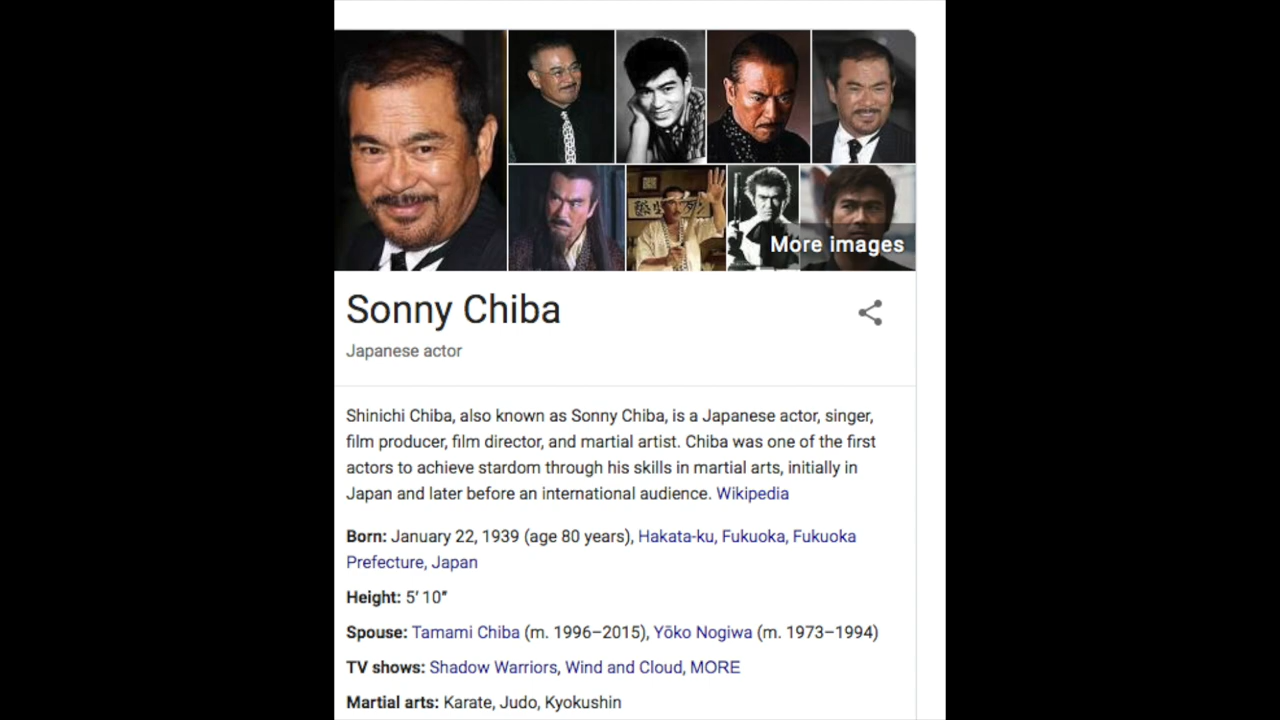 More images
Sonny Chiba
Japanese actor
Shinichi Chiba, also known as Sonny Chiba, is a Japanese actor, singer,
film producer, film director, and martial artist. Chiba was one of the first
actors to achieve stardom through his skills in martial arts, initially in
Japan and later before an international audience. Wikipedia
Born: January 22, 1939 (age 80 years), Hakata-ku, Fukuoka, Fukuoka
Prefecture, Japan
Height: 5′ 10″
Spouse: Tamami Chiba (m. 1996–2015), Yōko Nogiwa (m. 1973–1994)
TV shows: Shadow Warriors, Wind and Cloud, MORE
Martial arts: Karate, Judo, Kyokushin